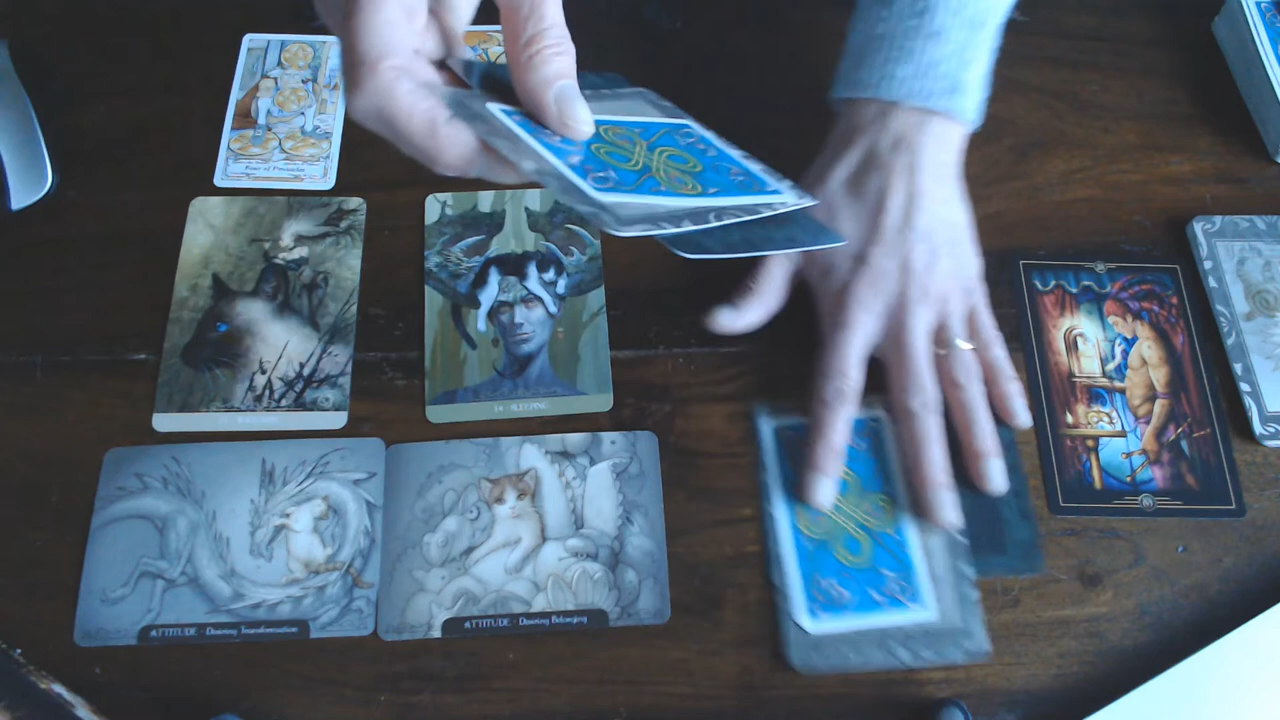 Four of Pentacles
14 - SLEEPING
ATTITUDE - Desiring Transformation
ATTITUDE - Desiring Belonging